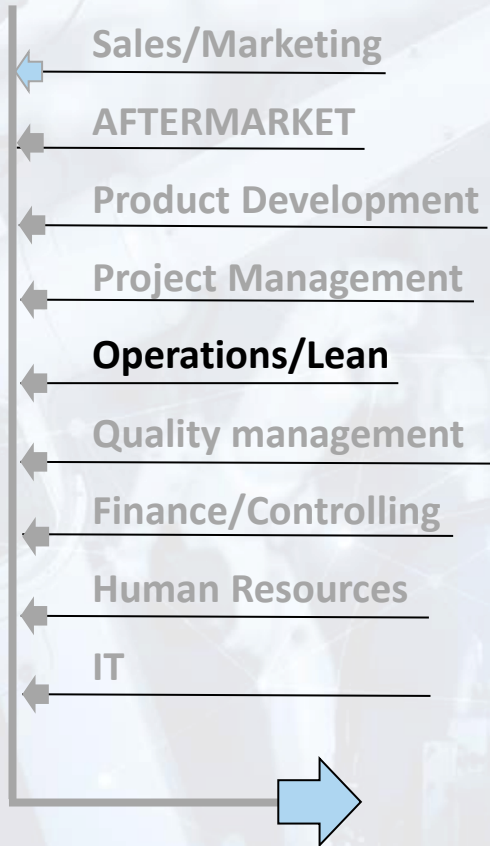 Sales/Marketing
AFTERMARKET
Product Development
Project Management
Operations/Lean
Quality management
Finance/Controlling
Human Resources
IT